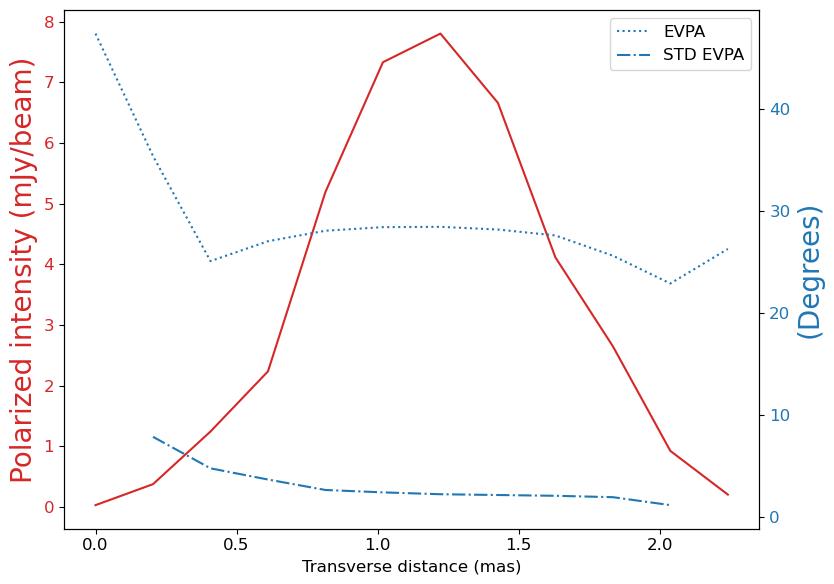 EVPA
STD EVPA
Polarized intensity (mJy/beam)
8
7
6
5
4
3
2
1
0
40
30
20
10
0
(Degrees)
0.0 0.5 1.0 1.5 2.0
Transverse distance (mas)